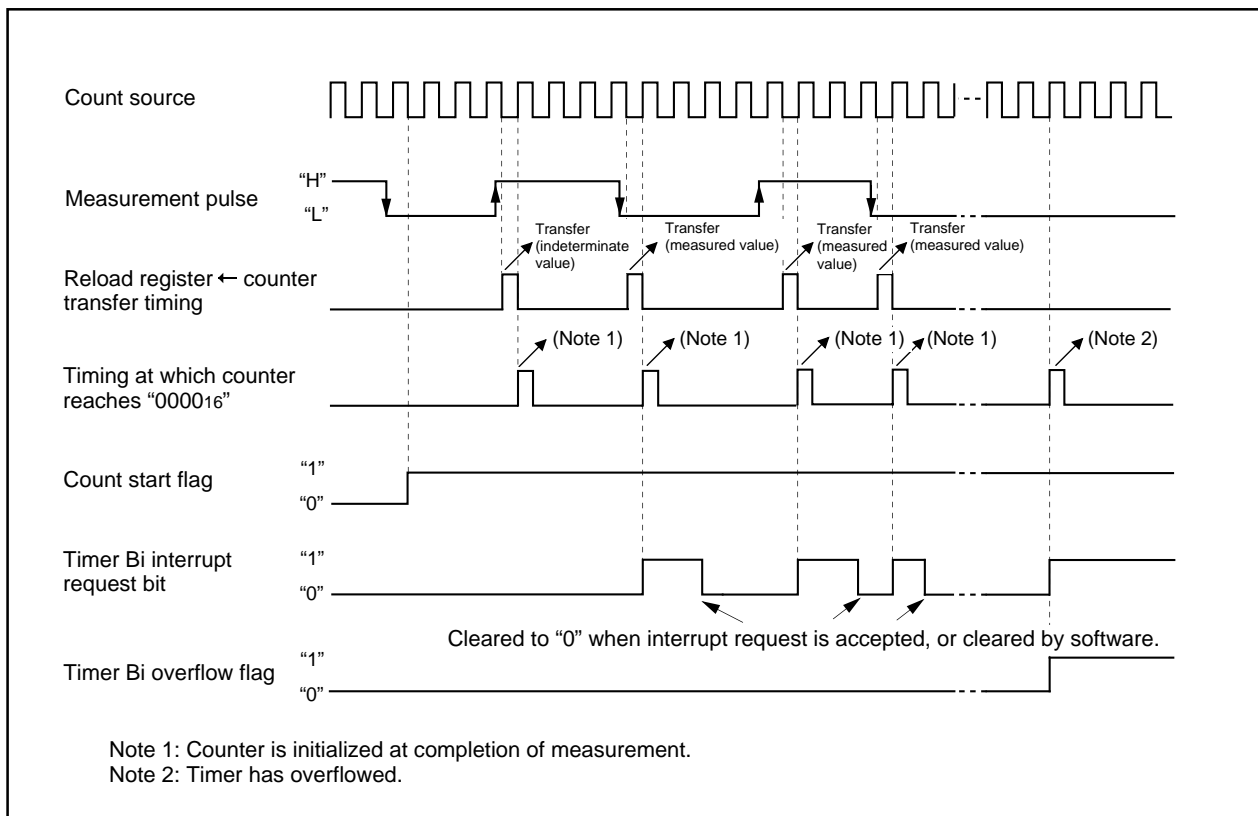 Count source
Measurement pulse
“H”
“L”
Transfer
(indeterminate
value)
Transfer
(measured value)
Transfer
(measured
value)
Transfer
(measured value)
Reload register ← counter
transfer timing
(Note 1)
(Note 1)
(Note 1)
(Note 1)
(Note 2)
Timing at which counter
reaches “000016”
Count start flag
“1”
“0”
Timer Bi interrupt
request bit
“1”
“0”
Cleared to “0” when interrupt request is accepted, or cleared by software.
Timer Bi overflow flag
“1”
“0”
Note 1: Counter is initialized at completion of measurement.
Note 2: Timer has overflowed.